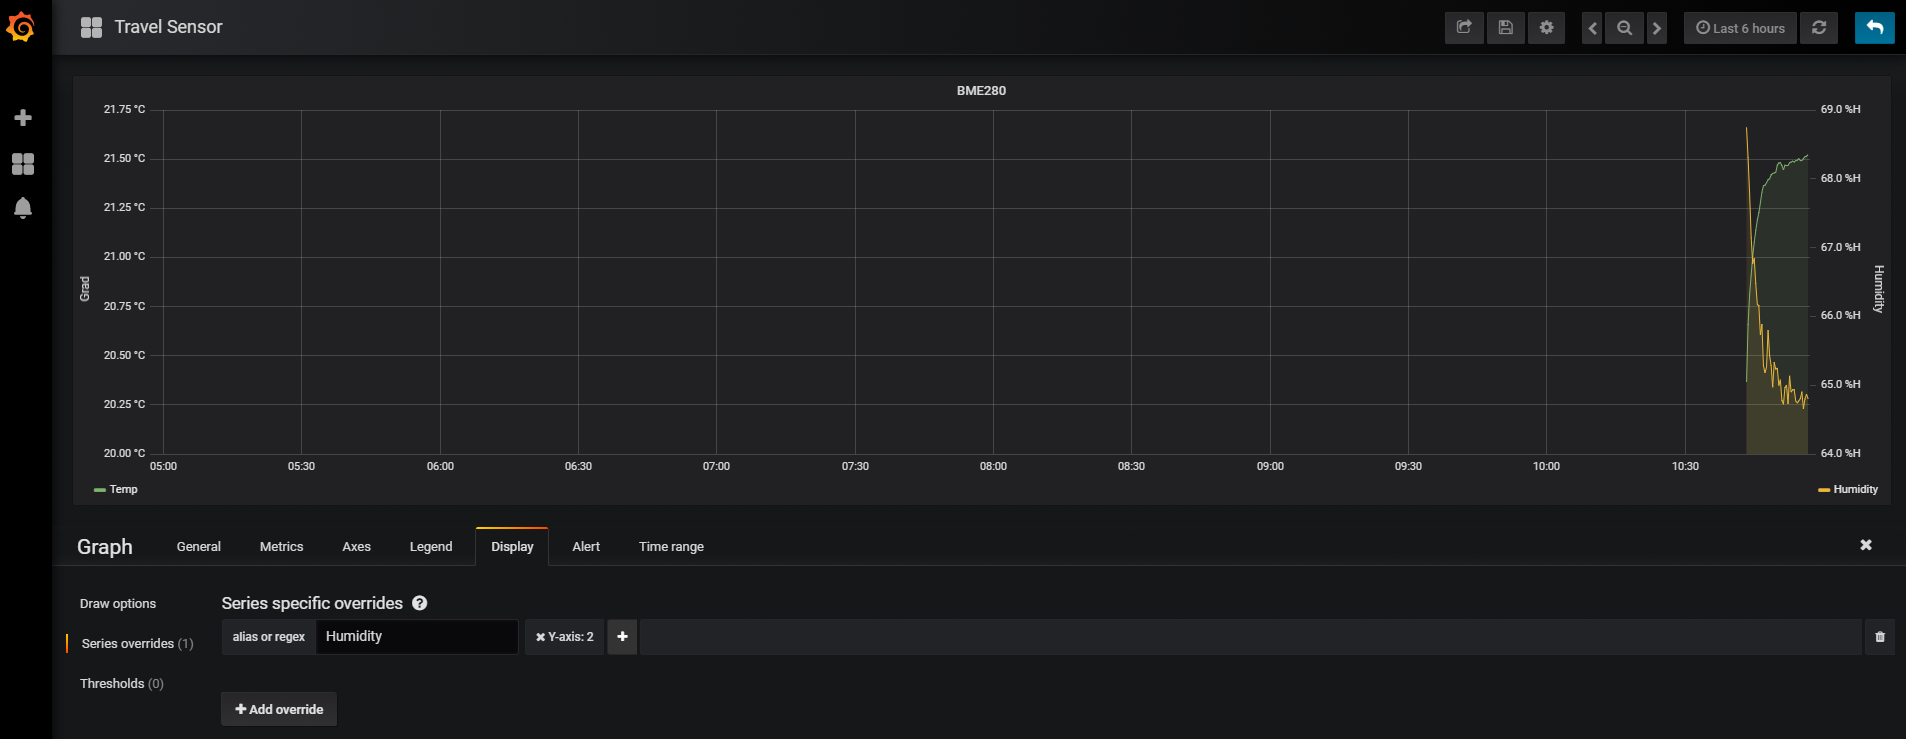 Travel Sensor
Last 6 hours
BME280
21.75 °C
21.50 °C
21.25 °C
21.00 °C
20.75 °C
20.50 °C
20.25 °C
20.00 °C
Grad
69.0 %H
68.0 %H
67.0 %H
66.0 %H
65.0 %H
64.0 %H
Humidity
05:00 05:30 06:00 06:30 07:00 07:30 08:00 08:30 09:00 09:30 10:00 10:30
Temp
Humidity
Graph General Metrics Axes Legend Display Alert Time range
Draw options
Series overrides (1)
Thresholds (0)
Series specific overrides
alias or regex Humidity Y-axis: 2
Add override